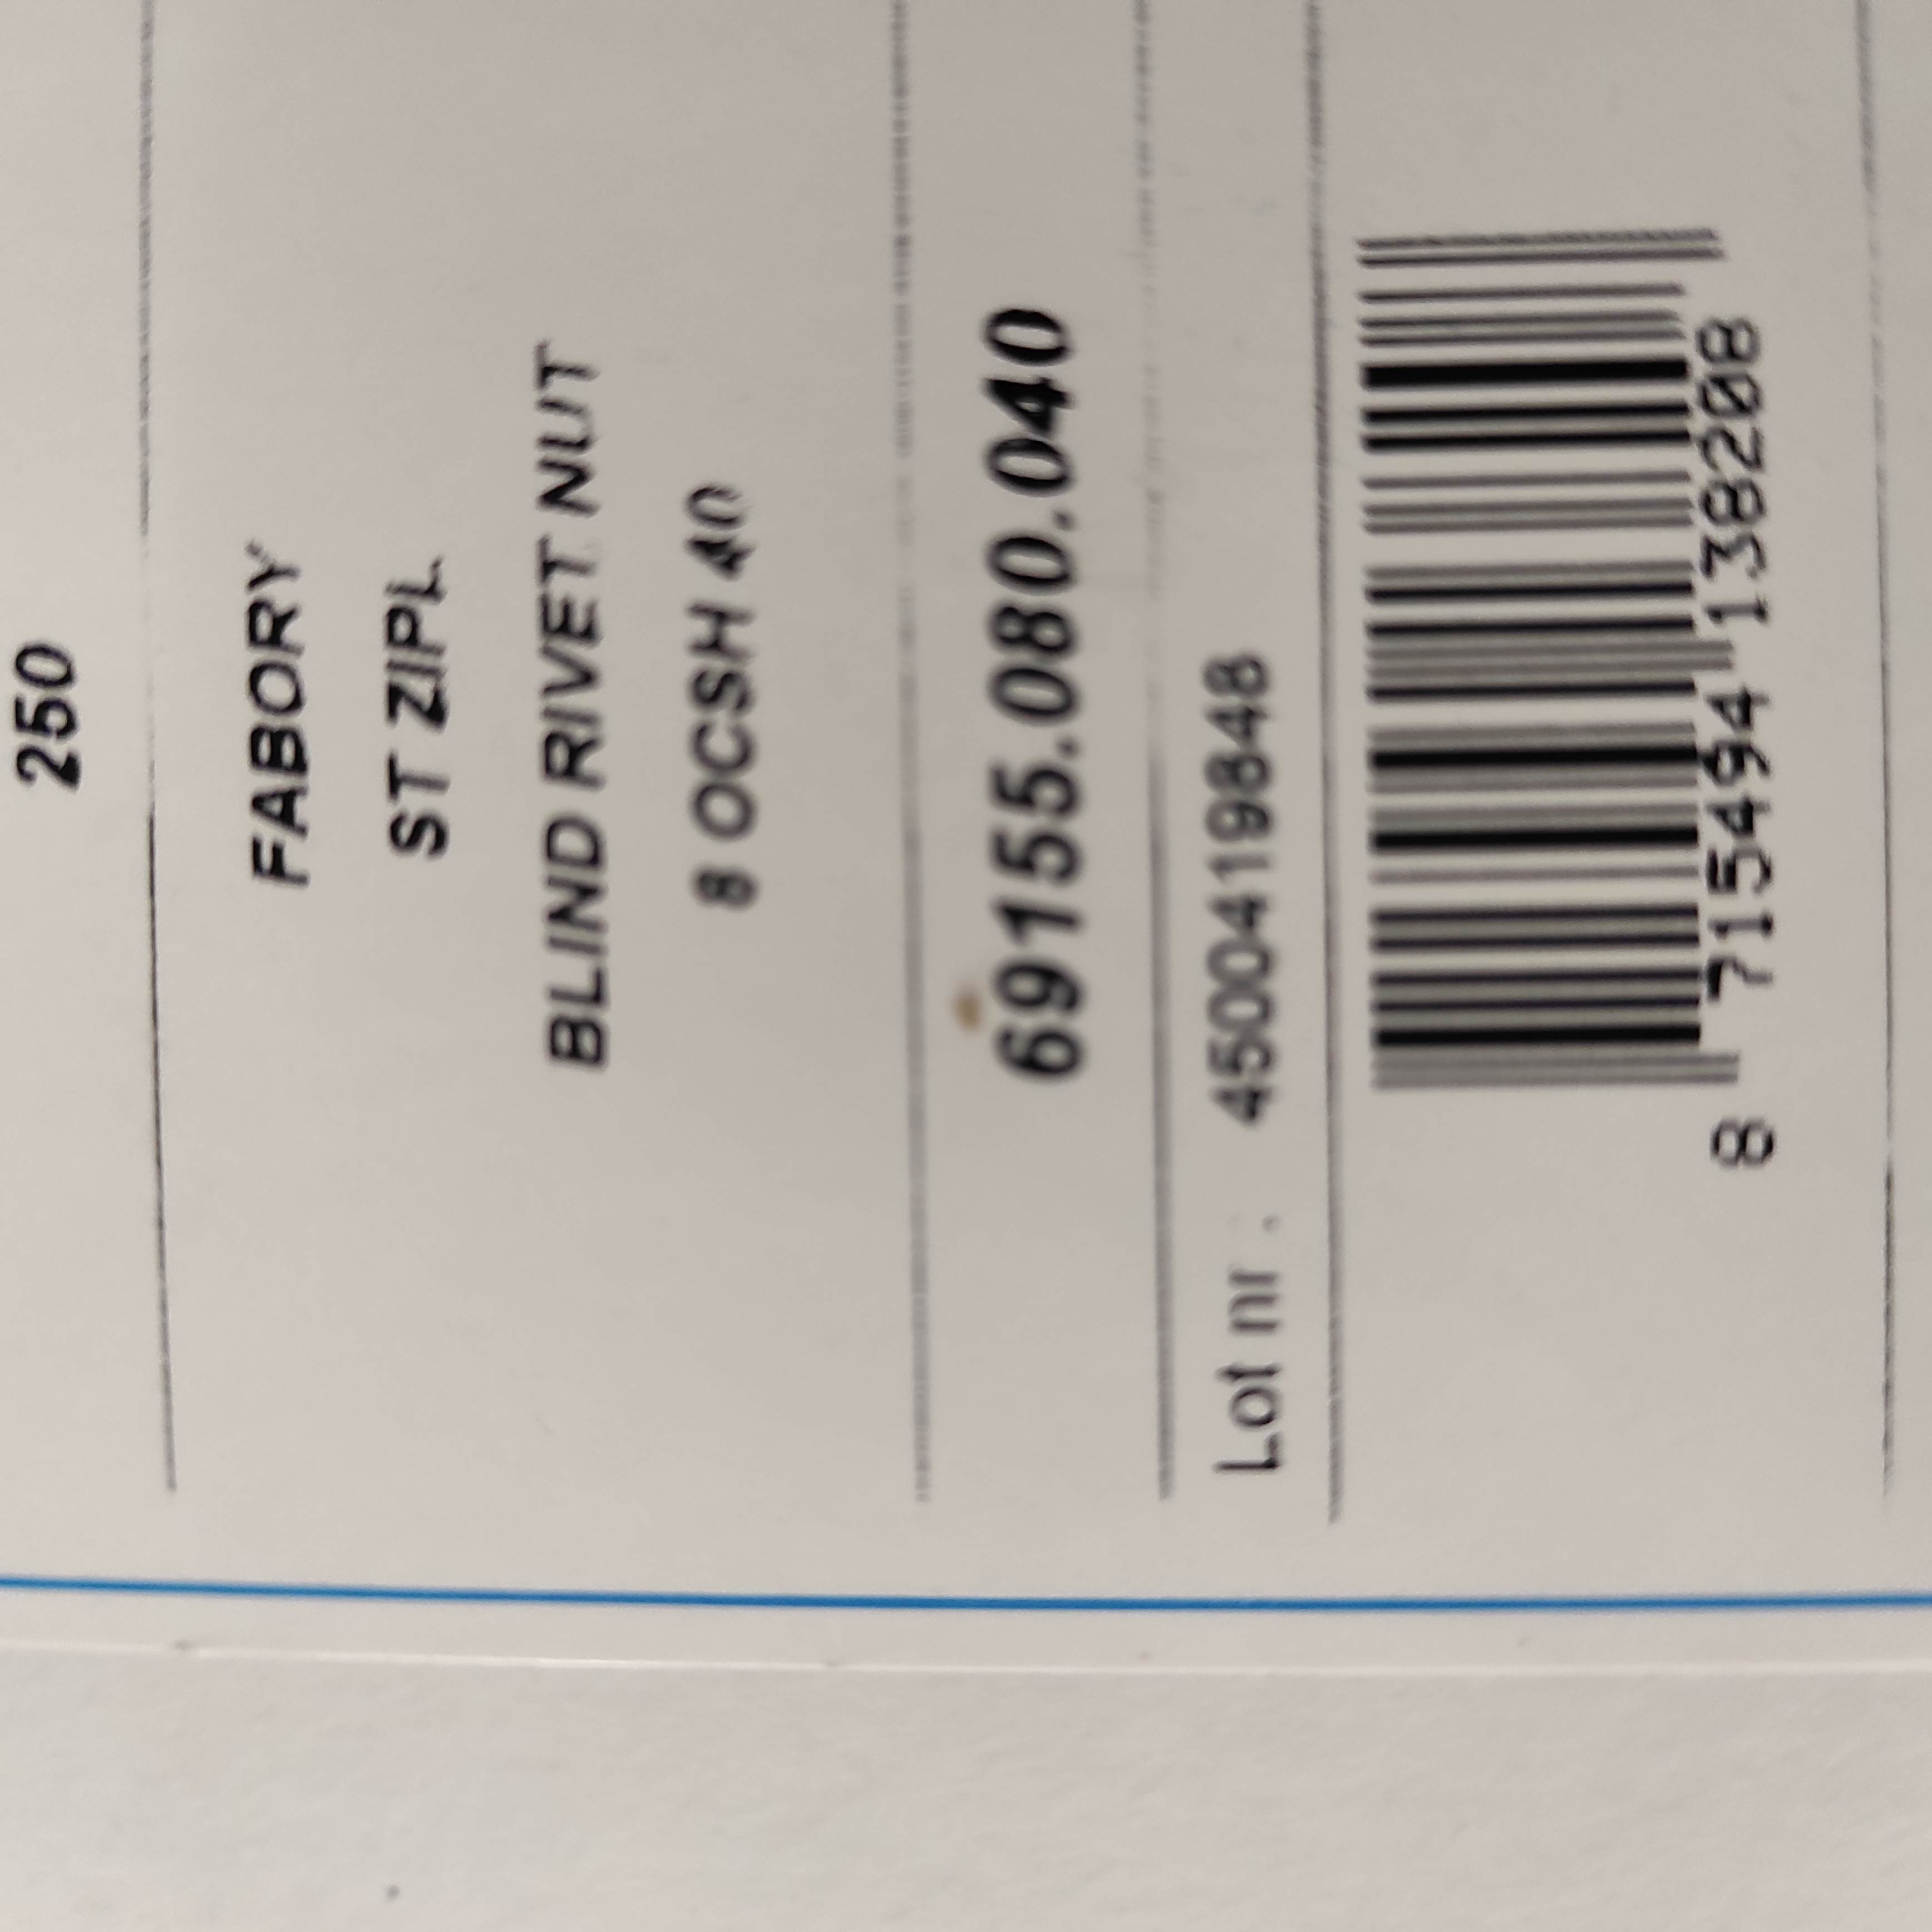 250
FABORY
ST ZIPL
BLIND RIVET NUT
8 OCSH 40
69155.080.040
Lot nr : 4500419848
8 715494 138208